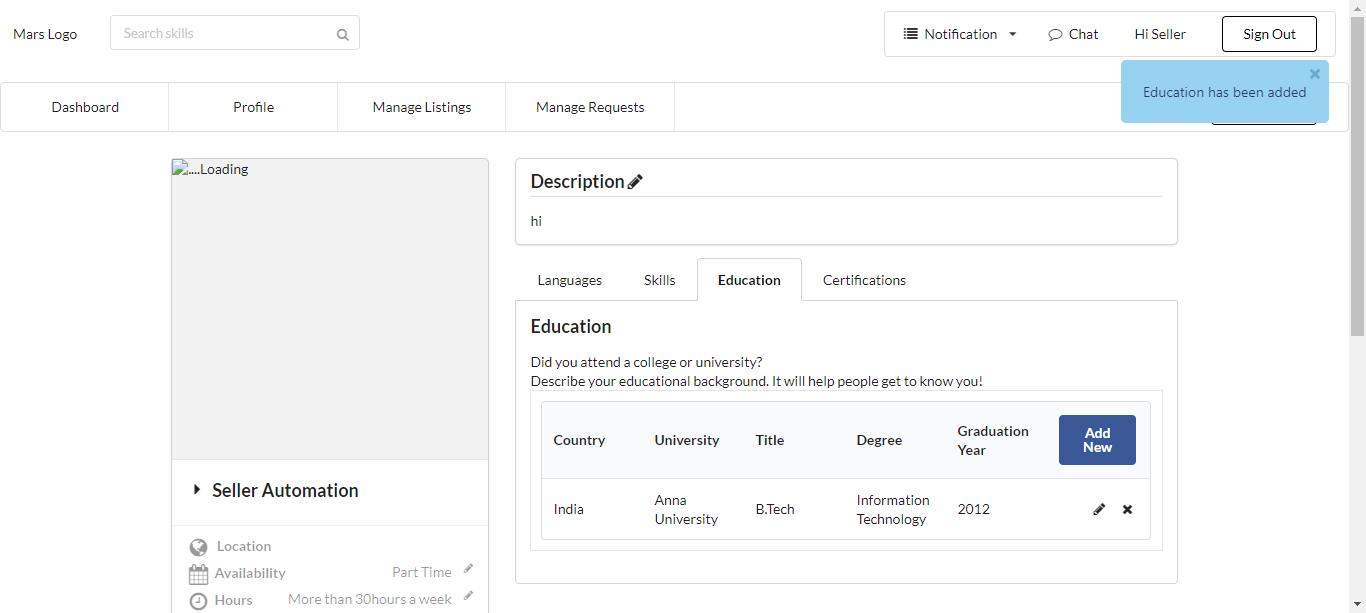 Mars Logo
Search skills
Notification
Chat
Hi Seller
Sign Out
Education has been added
Dashboard
Profile
Manage Listings
Manage Requests
....Loading
Description
hi
Languages
Skills
Education
Certifications
Education
Did you attend a college or university?
Describe your educational background. It will help people get to know you!
Country
University
Title
Degree
Graduation
Year
Add
New
India
Anna
University
B.Tech
Information
Technology
2012
Seller Automation
Location
Availability
Part Time
Hours
More than 30hours a week